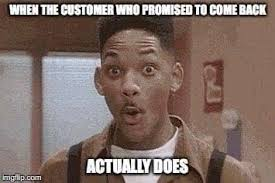 WHEN THE CUSTOMER WHO PROMISED TO COME BACK
ACTUALLY DOES
imgflip.com